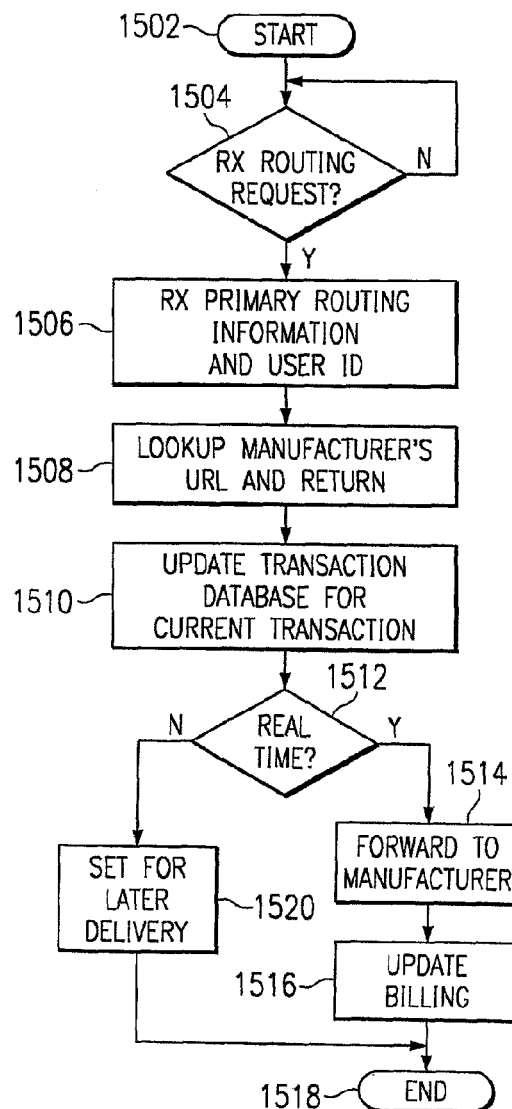 1502
START
1504
RX ROUTING
REQUEST?
N
Y
1506
RX PRIMARY ROUTING
INFORMATION
AND USER ID
1508
LOOKUP MANUFACTURER'S
URL AND RETURN
1510
UPDATE TRANSACTION
DATABASE FOR
CURRENT TRANSACTION
1512
N
REAL
TIME?
Y
1514
FORWARD TO
MANUFACTURER
SET FOR
LATER
DELIVERY
1520
1516
UPDATE
BILLING
1518
END